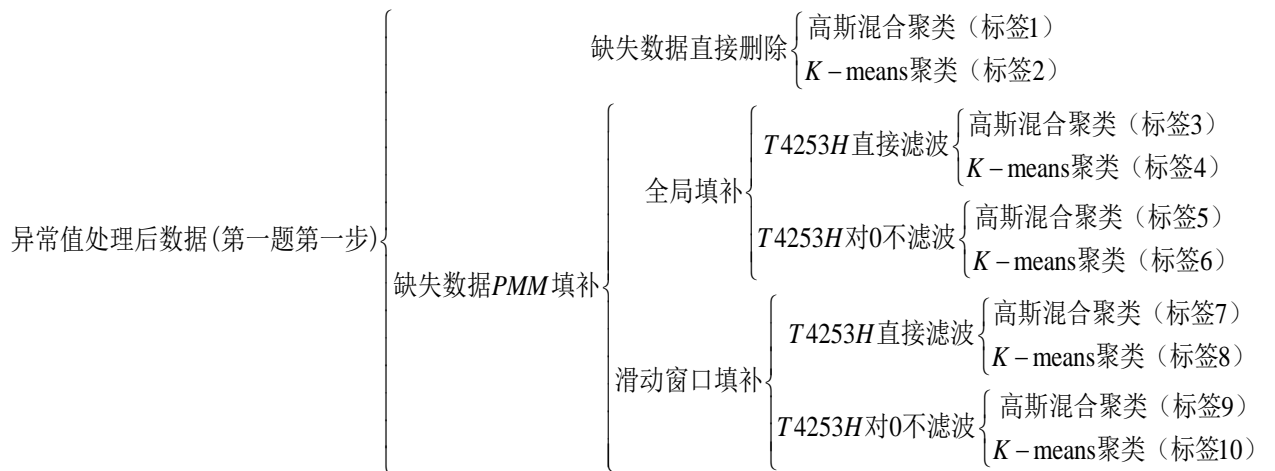 缺失数据直接删除
高斯混合聚类（标签1）
K－means聚类（标签2）
异常值处理后数据(第一题第一步)
缺失数据PMM填补
全局填补
T4253H直接滤波
高斯混合聚类（标签3）
K－means聚类（标签4）
T4253H对0不滤波
高斯混合聚类（标签5）
K－means聚类（标签6）
滑动窗口填补
T4253H直接滤波
高斯混合聚类（标签7）
K－means聚类（标签8）
T4253H对0不滤波
高斯混合聚类（标签9）
K－means聚类（标签10）